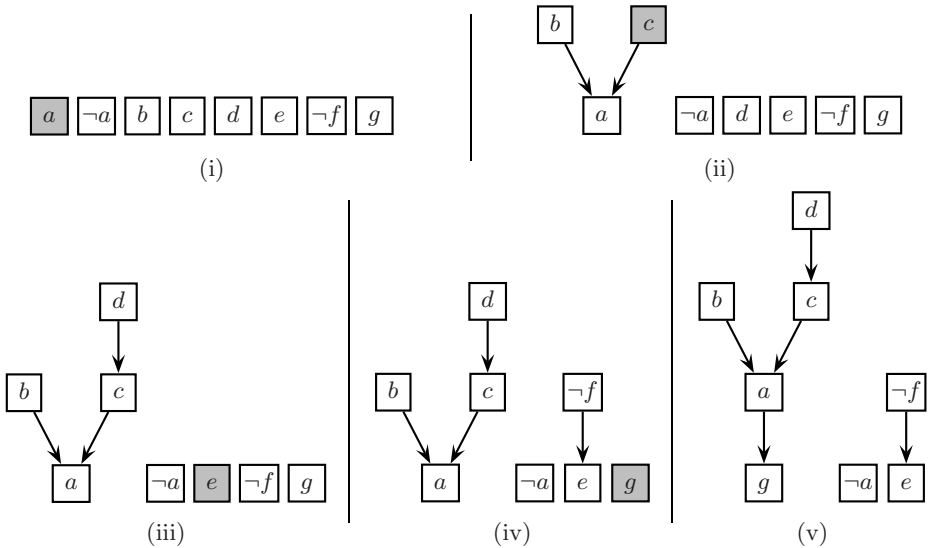 b c
a ¬a b c d e ¬f g a ¬a d e ¬f g
(i) (ii)
d
d d b c
b c b c ¬f a ¬f
a ¬a e ¬f g a ¬a e g g ¬a e
(iii) (iv) (v)